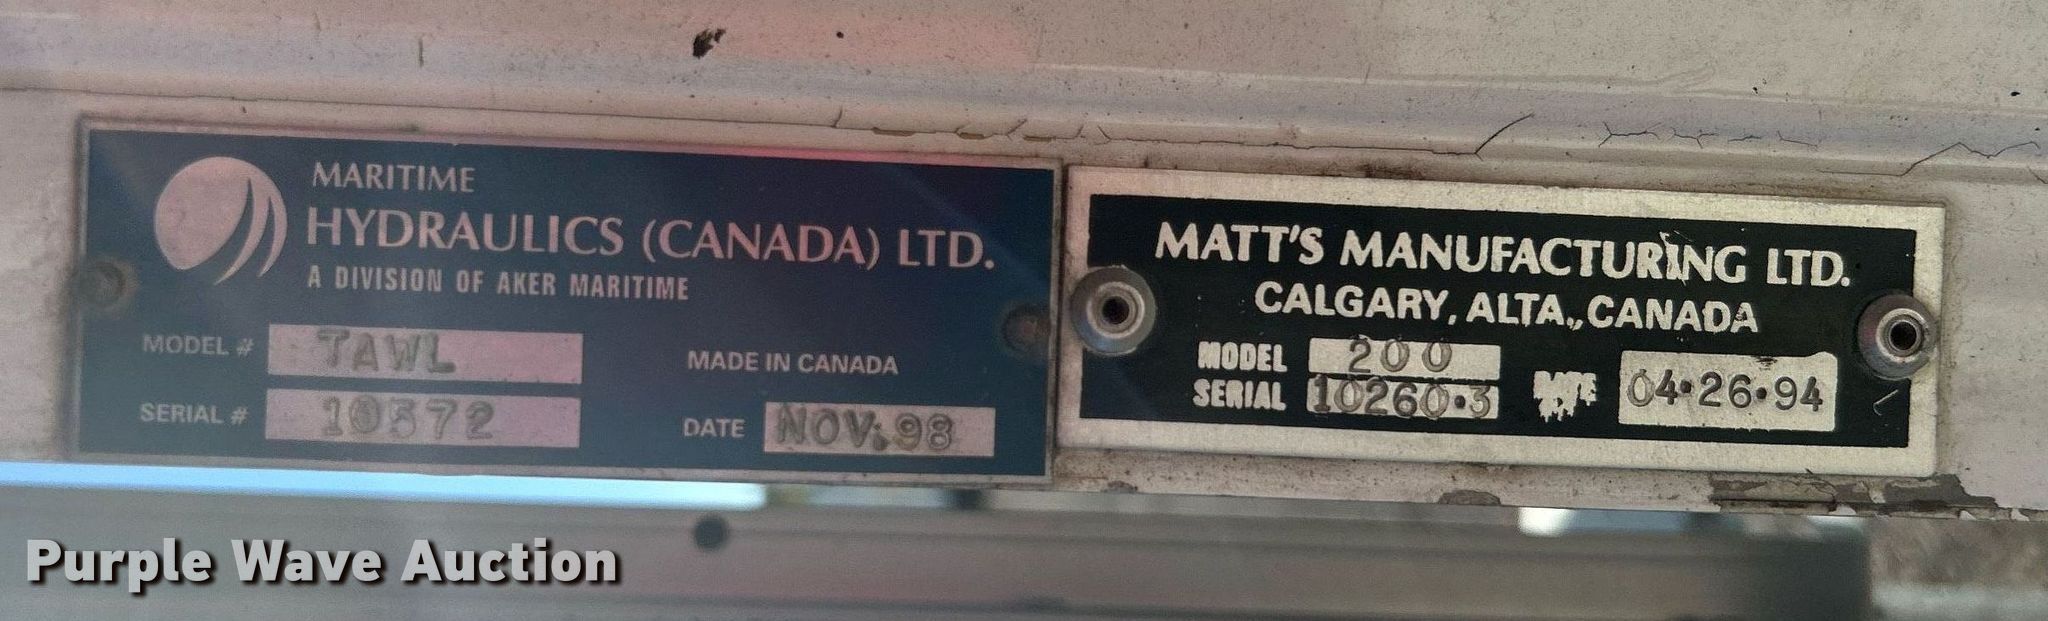 MARITIME
HYDRAULICS (CANADA) LTD.
A DIVISION OF AKER MARITIME
MODEL # TAWL
MADE IN CANADA
SERIAL # 10572
DATE NOV.98
MATT'S MANUFACTURING LTD.
CALGARY, ALTA., CANADA
MODEL 200
SERIAL 10260.3
04.26.94
Purple Wave Auction